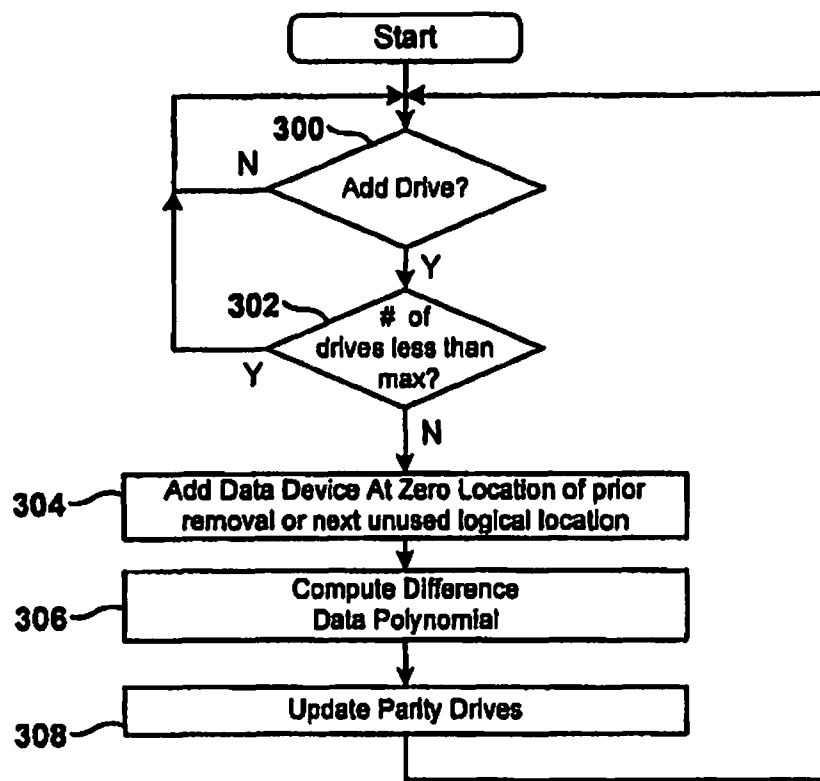 Start
300
N
Add Drive?
Y
302
# of
drives less than
max?
Y
N
304
Add Data Device At Zero Location of prior
removal or next unused logical location
306
Compute Difference
Data Polynomial
308
Update Parity Drives